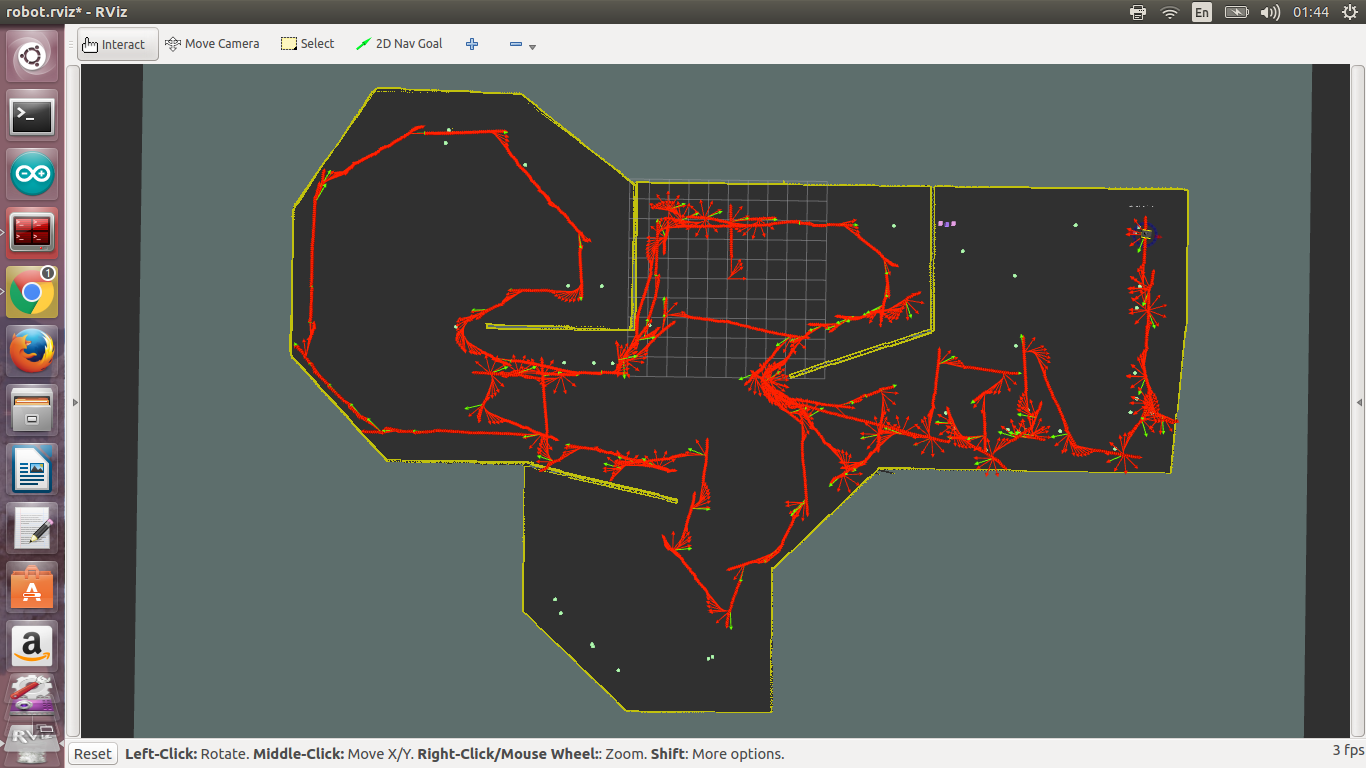 robot.rviz* - RViz
En
01:44
Interact
Move Camera
Select
2D Nav Goal
1
Reset
Left-Click: Rotate. Middle-Click: Move X/Y. Right-Click/Mouse Wheel:: Zoom. Shift: More options.
3 fps